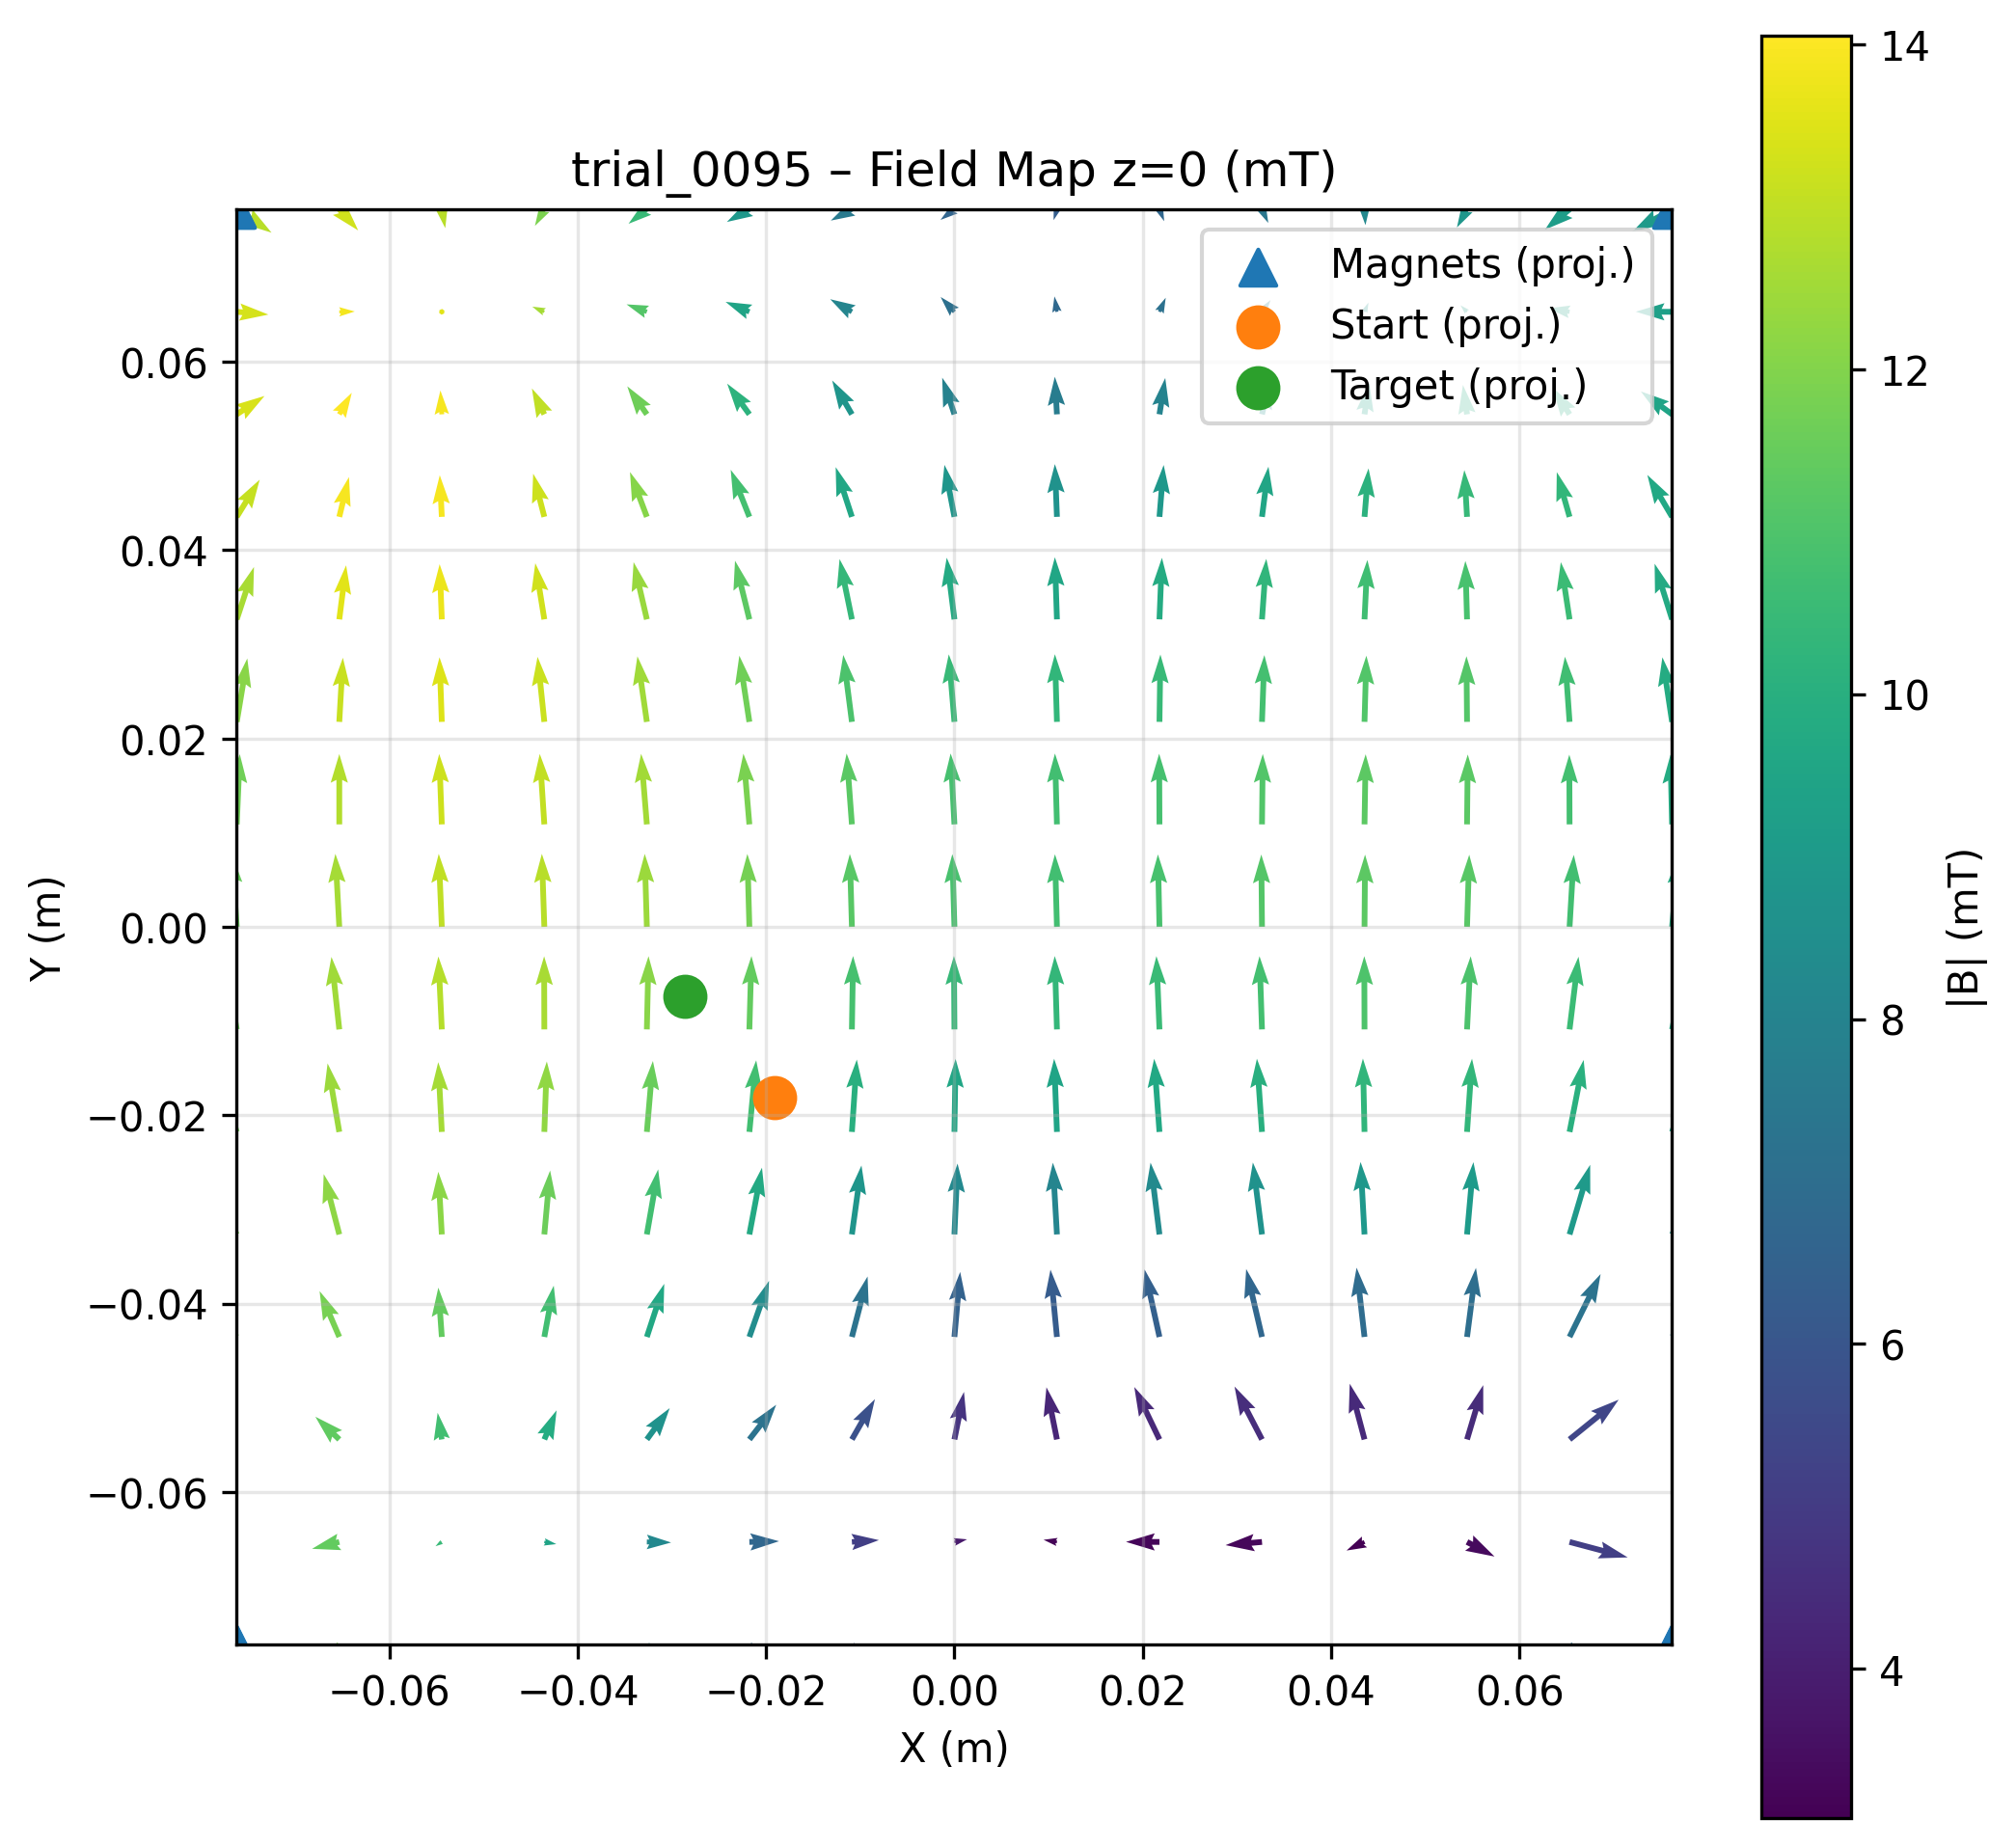 trial_0095 – Field Map z=0 (mT)
Magnets (proj.)
Start (proj.)
Target (proj.)
Y (m)
0.06
0.04
0.02
0.00
−0.02
−0.04
−0.06
−0.06
−0.04
−0.02
0.00
0.02
0.04
0.06
X (m)
14
12
10
8
6
4
|B| (mT)